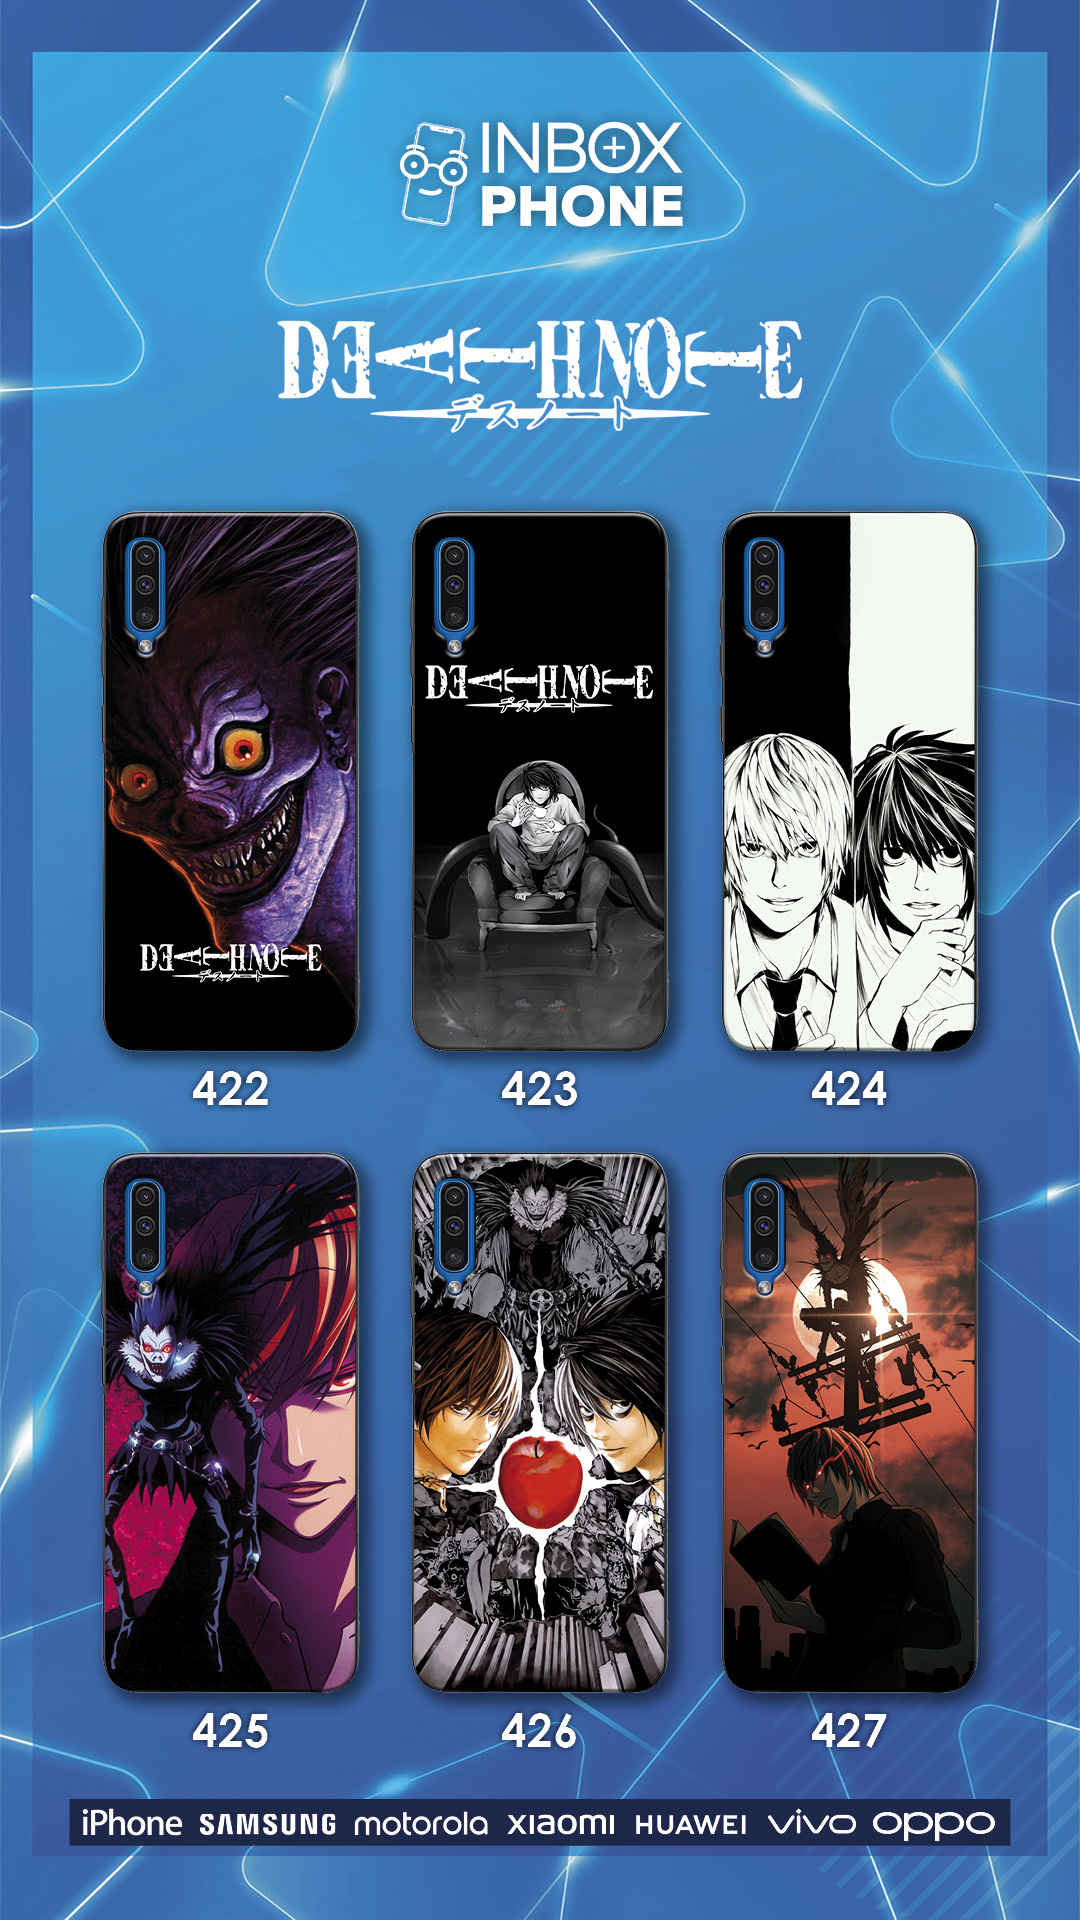 INBOX
PHONE
DEATH NOTE
デスノート
DEATH NOTE
デスノート
DEATH NOTE
デスノート
422
423
424
425
426
427
iPhone SAMSUNG motorola xiaomi HUAWEI vivo oppo